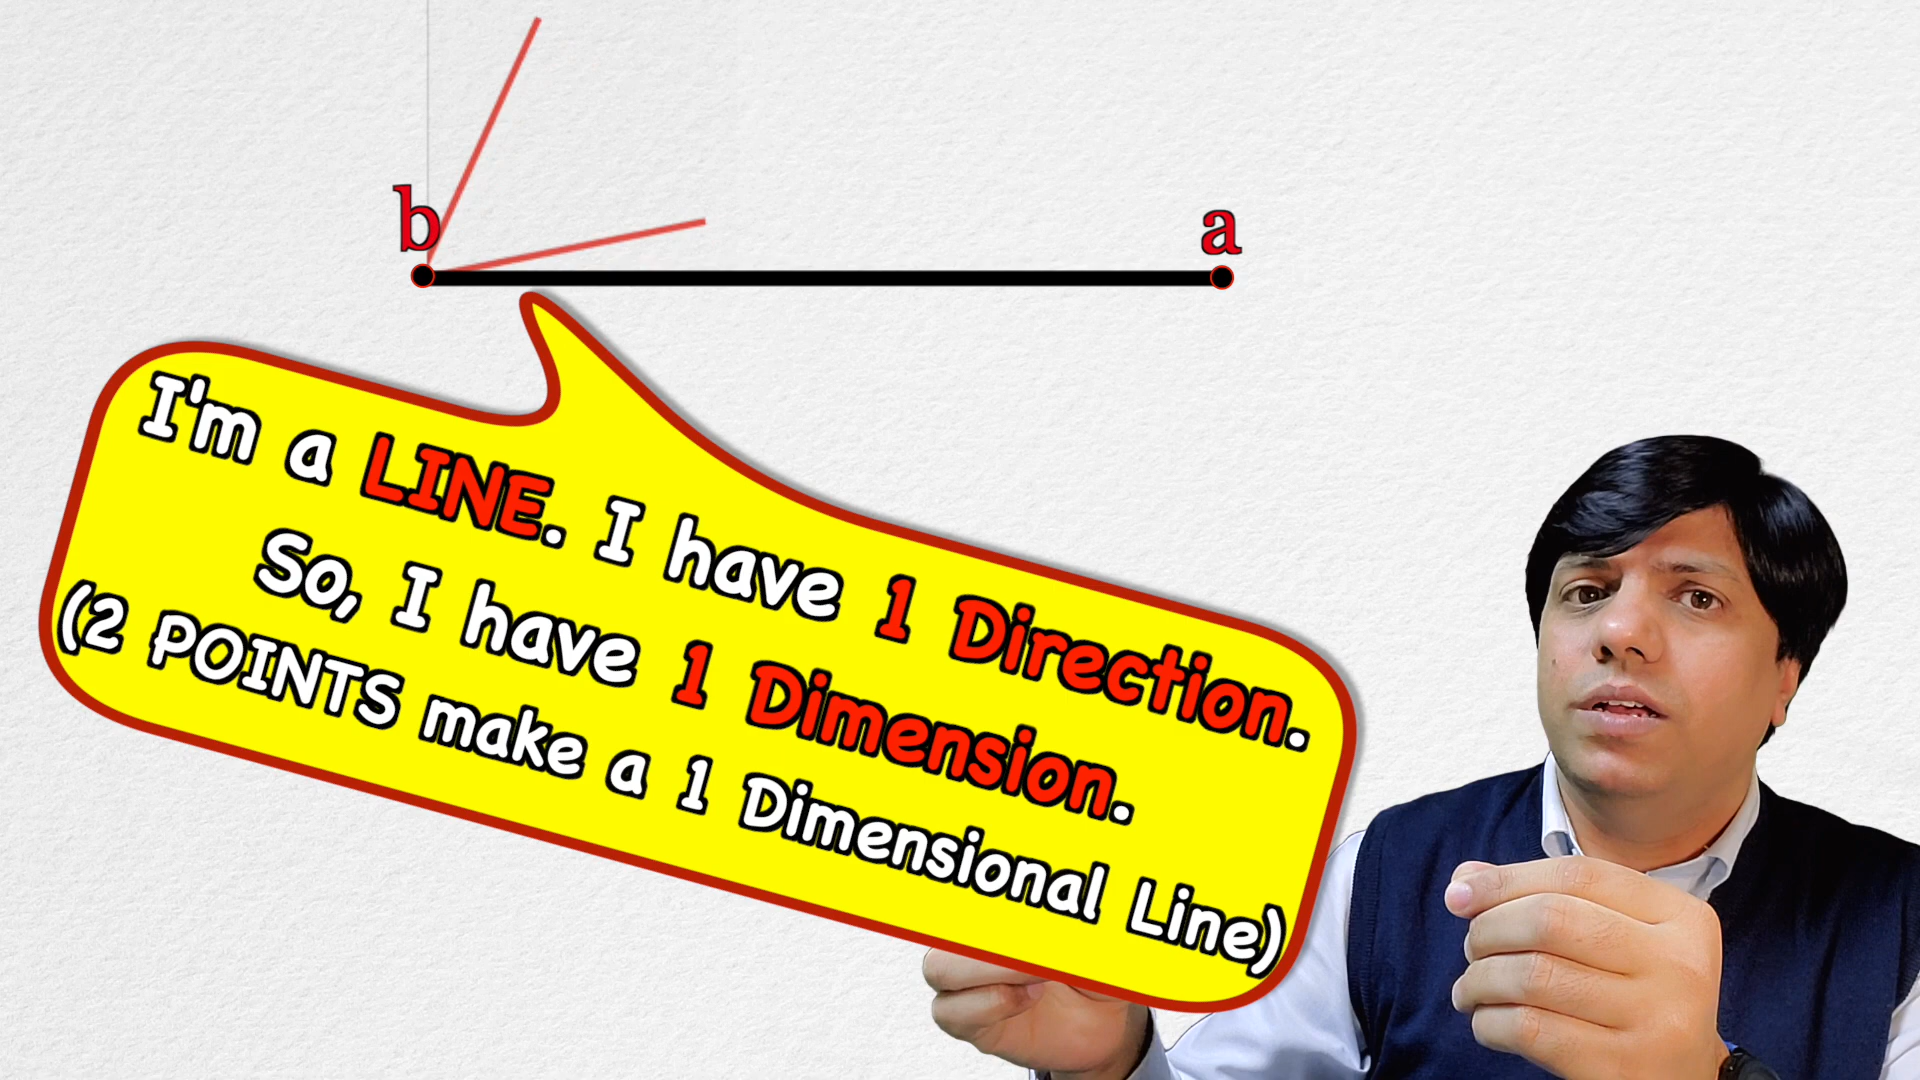 b
a
I'm a LINE. I have 1 Direction.
So, I have 1 Dimension.
(2 POINTS make a 1 Dimensional Line)